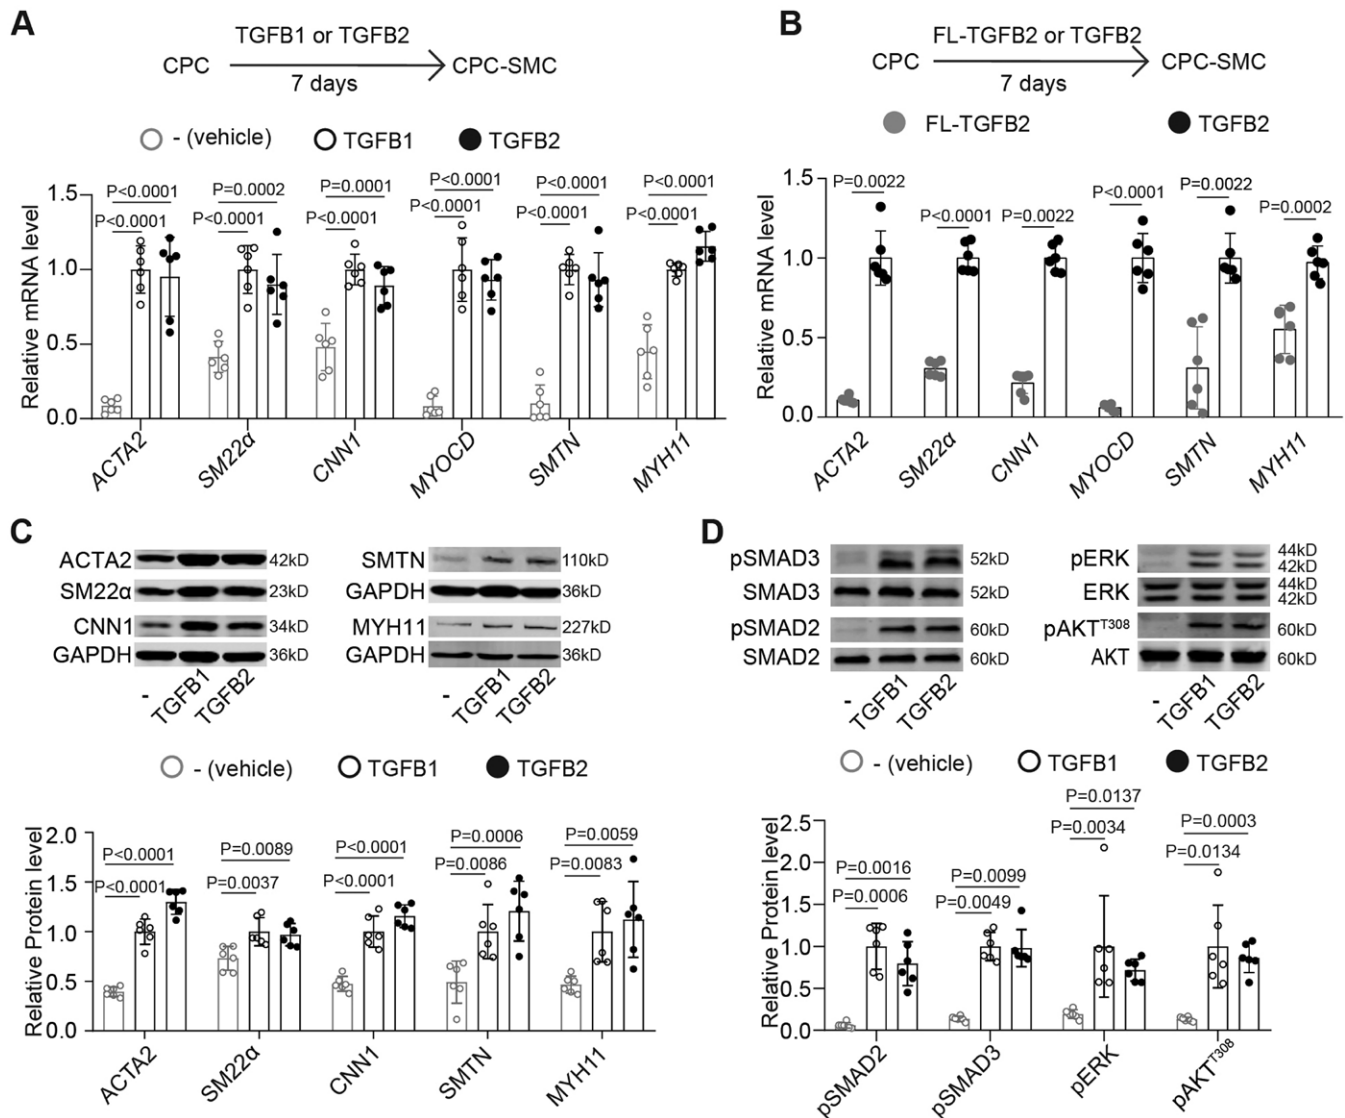 A
TGFB1 or TGFB2
CPC
CPC-SMC
7 days
- (vehicle)
TGFB1
TGFB2
Relative mRNA level
1.5
1.0
0.5
0.0
P<0.0001
P<0.0001
P=0.0002
P<0.0001
P=0.0001
P<0.0001
P<0.0001
P<0.0001
P<0.0001
P<0.0001
P<0.0001
P<0.0001
ACTA2
SM22α
CNN1
MYOCD
SMTN
MYH11
B
FL-TGFB2 or TGFB2
CPC
CPC-SMC
7 days
FL-TGFB2
TGFB2
Relative mRNA level
1.5
1.0
0.5
0.0
P=0.0022
P<0.0001
P=0.0022
P<0.0001
P=0.0022
P=0.0002
ACTA2
SM22α
CNN1
MYOCD
SMTN
MYH11
C
ACTA2 42kD
SM22α 23kD
CNN1 34kD
GAPDH 36kD
- TGFB1 TGFB2
SMTN 110kD
GAPDH 36kD
MYH11 227kD
GAPDH 36kD
- TGFB1 TGFB2
- (vehicle)
TGFB1
TGFB2
Relative Protein level
2.0
1.5
1.0
0.5
0.0
P<0.0001
P<0.0001
P=0.0089
P=0.0037
P<0.0001
P<0.0001
P=0.0006
P=0.0086
P=0.0059
P=0.0083
ACTA2
SM22α
CNN1
SMTN
MYH11
D
pSMAD3 52kD
SMAD3 52kD
pSMAD2 60kD
SMAD2 60kD
- TGFB1 TGFB2
pERK 44kD
42kD
ERK 44kD
42kD
pAKTᵀ³⁰⁸ 60kD
AKT 60kD
- TGFB1 TGFB2
- (vehicle)
TGFB1
TGFB2
Relative Protein level
2.5
2.0
1.5
1.0
0.5
0.0
P=0.0016
P=0.0006
P=0.0099
P=0.0049
P=0.0137
P=0.0034
P=0.0003
P=0.0134
pSMAD2
pSMAD3
pERK
pAKTᵀ³⁰⁸